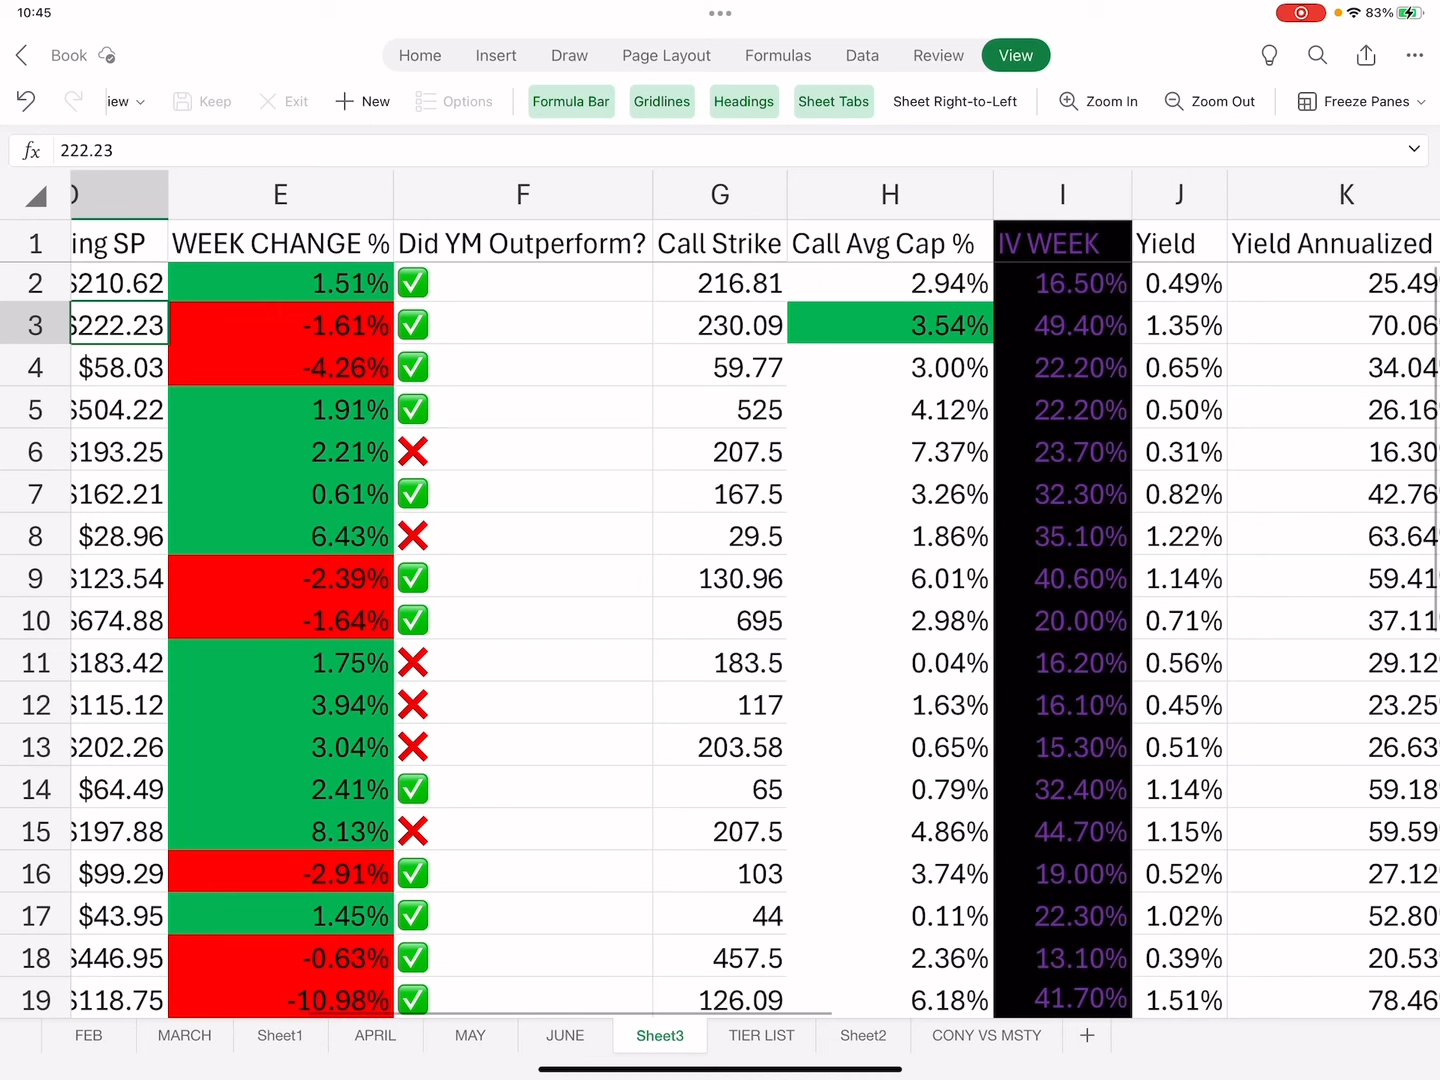 10:45 83%
Book Home Insert Draw Page Layout Formulas Data Review View
iew Keep Exit New Options Formula Bar Gridlines Headings Sheet Tabs Sheet Right-to-Left Zoom In Zoom Out Freeze Panes
fx 222.23
D E F G H I J K
1 ing SP WEEK CHANGE % Did YM Outperform? Call Strike Call Avg Cap % IV WEEK Yield Yield Annualized
2 $210.62 1.51% ✅ 216.81 2.94% 16.50% 0.49% 25.49
3 $222.23 -1.61% ✅ 230.09 3.54% 49.40% 1.35% 70.06
4 $58.03 -4.26% ✅ 59.77 3.00% 22.20% 0.65% 34.04
5 $504.22 1.91% ✅ 525 4.12% 22.20% 0.50% 26.16
6 $193.25 2.21% ❌ 207.5 7.37% 23.70% 0.31% 16.30
7 $162.21 0.61% ✅ 167.5 3.26% 32.30% 0.82% 42.76
8 $28.96 6.43% ❌ 29.5 1.86% 35.10% 1.22% 63.64
9 $123.54 -2.39% ✅ 130.96 6.01% 40.60% 1.14% 59.41
10 $674.88 -1.64% ✅ 695 2.98% 20.00% 0.71% 37.11
11 $183.42 1.75% ❌ 183.5 0.04% 16.20% 0.56% 29.12
12 $115.12 3.94% ❌ 117 1.63% 16.10% 0.45% 23.25
13 $202.26 3.04% ❌ 203.58 0.65% 15.30% 0.51% 26.63
14 $64.49 2.41% ✅ 65 0.79% 32.40% 1.14% 59.18
15 $197.88 8.13% ❌ 207.5 4.86% 44.70% 1.15% 59.59
16 $99.29 -2.91% ✅ 103 3.74% 19.00% 0.52% 27.12
17 $43.95 1.45% ✅ 44 0.11% 22.30% 1.02% 52.80
18 $446.95 -0.63% ✅ 457.5 2.36% 13.10% 0.39% 20.53
19 $118.75 -10.98% ✅ 126.09 6.18% 41.70% 1.51% 78.46
FEB MARCH Sheet1 APRIL MAY JUNE Sheet3 TIER LIST Sheet2 CONY VS MSTY